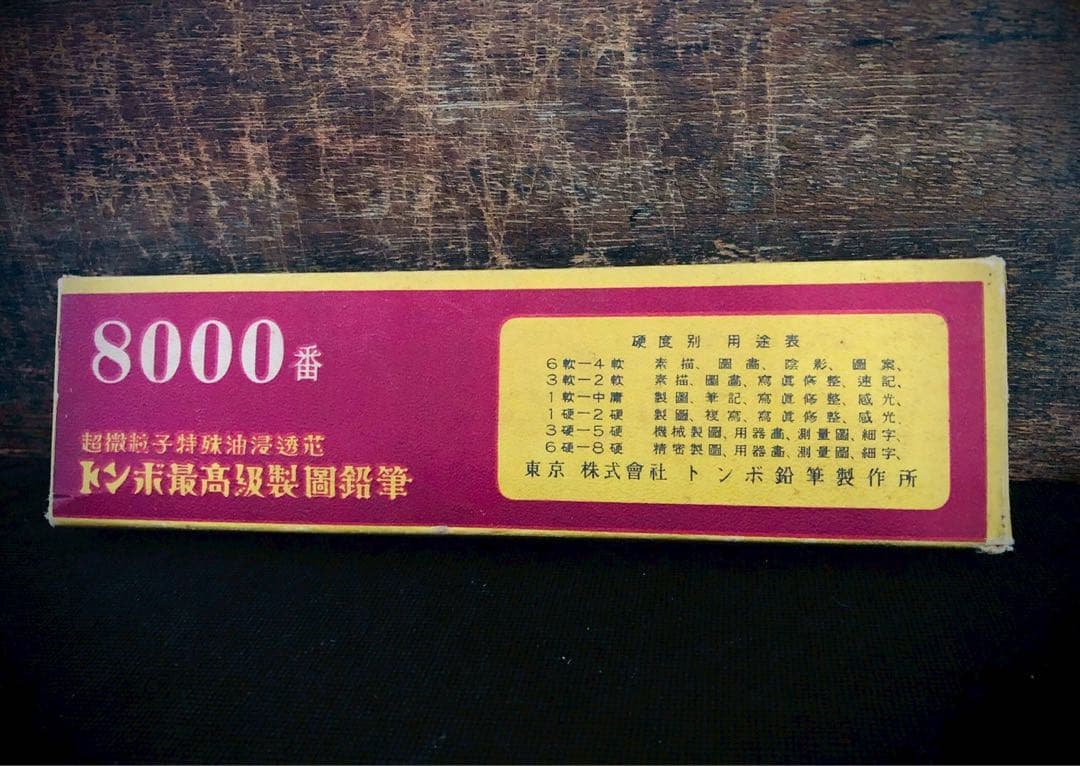 8000番
超微粒子特殊油浸透芯
トンボ最高級製圖鉛筆
硬度別 用途表
6軟―4軟 素描、圖畵、陰影、圖案、
3軟―2軟 素描、圖畵、寫眞修整、速記、
1軟―中庸 製圖、筆記、寫眞修整、感光、
1硬―2硬 製圖、複寫、寫眞修整、感光、
3硬―5硬 機械製圖、用器畵、測量圖、細字、
6硬―8硬 精密製圖、用器畵、測量圖、細字、
東京 株式會社 トンボ鉛筆製作所